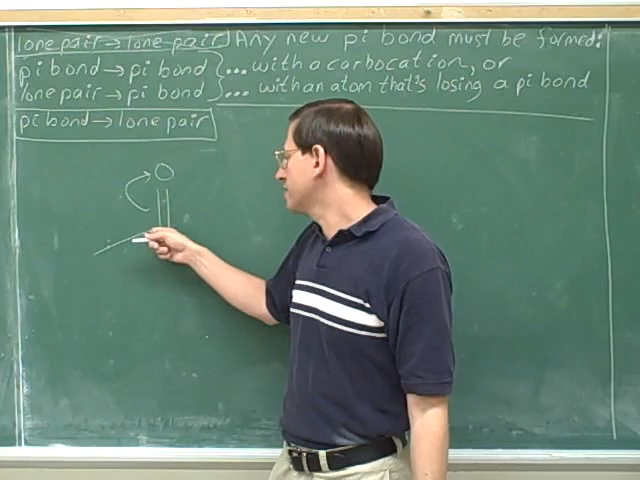 lone pair → lone pair Any new pi bond must be formed:
pi bond → pi bond } ... with a carbocation, or
lone pair → pi bond } ... with an atom that's losing a pi bond
pi bond → lone pair
O